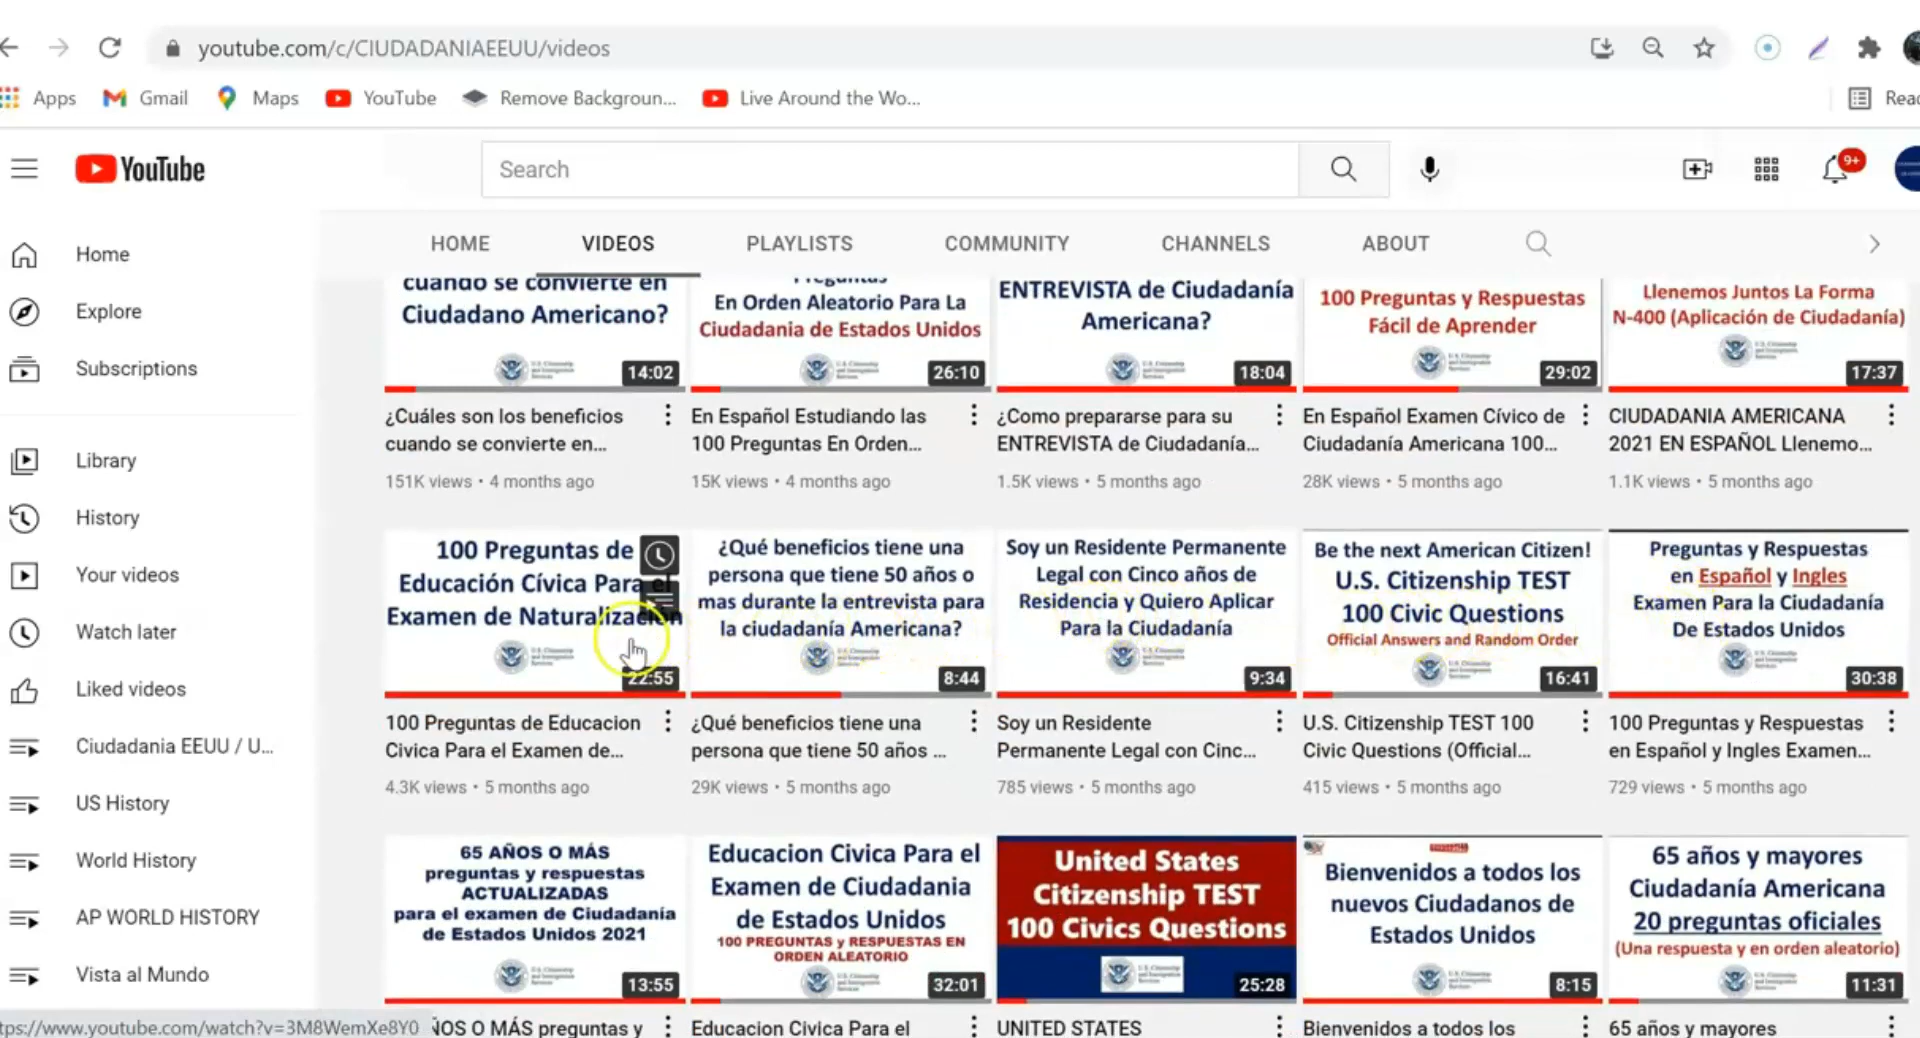 youtube.com/c/CIUDADANIAEEUU/videos
Apps
Gmail
Maps
YouTube
Remove Backgroun...
Live Around the Wo...
YouTube
Search
9+
HOME
VIDEOS
PLAYLISTS
COMMUNITY
CHANNELS
ABOUT
Home
Explore
Subscriptions
Library
History
Your videos
Watch later
Liked videos
Ciudadania EEUU / U...
US History
World History
AP WORLD HISTORY
Vista al Mundo
cuando se convierte en
Ciudadano Americano?
14:02
¿Cuáles son los beneficios
cuando se convierte en...
151K views • 4 months ago
Preguntas
En Orden Aleatorio Para La
Ciudadania de Estados Unidos
26:10
En Español Estudiando las
100 Preguntas En Orden...
15K views • 4 months ago
ENTREVISTA de Ciudadanía
Americana?
18:04
¿Como prepararse para su
ENTREVISTA de Ciudadanía...
1.5K views • 5 months ago
100 Preguntas y Respuestas
Fácil de Aprender
29:02
En Español Examen Cívico de
Ciudadanía Americana 100...
28K views • 5 months ago
Llenemos Juntos La Forma
N-400 (Aplicación de Ciudadanía)
17:37
CIUDADANIA AMERICANA
2021 EN ESPAÑOL Llenemo...
1.1K views • 5 months ago
100 Preguntas de
Educación Cívica Para el
Examen de Naturalización
22:55
100 Preguntas de Educacion
Civica Para el Examen de...
4.3K views • 5 months ago
¿Qué beneficios tiene una
persona que tiene 50 años o
mas durante la entrevista para
la ciudadanía Americana?
8:44
¿Qué beneficios tiene una
persona que tiene 50 años ...
29K views • 5 months ago
Soy un Residente Permanente
Legal con Cinco años de
Residencia y Quiero Aplicar
Para la Ciudadanía
9:34
Soy un Residente
Permanente Legal con Cinc...
785 views • 5 months ago
Be the next American Citizen!
U.S. Citizenship TEST
100 Civic Questions
Official Answers and Random Order
16:41
U.S. Citizenship TEST 100
Civic Questions (Official...
415 views • 5 months ago
Preguntas y Respuestas
en Español y Ingles
Examen Para la Ciudadanía
De Estados Unidos
30:38
100 Preguntas y Respuestas
en Español y Ingles Examen...
729 views • 5 months ago
65 AÑOS O MÁS
preguntas y respuestas
ACTUALIZADAS
para el examen de Ciudadanía
de Estados Unidos 2021
13:55
Educacion Civica Para el
Examen de Ciudadania
de Estados Unidos
100 PREGUNTAS y RESPUESTAS EN
ORDEN ALEATORIO
32:01
Educacion Civica Para el
United States
Citizenship TEST
100 Civics Questions
25:28
UNITED STATES
Bienvenidos a todos los
nuevos Ciudadanos de
Estados Unidos
8:15
Bienvenidos a todos los
65 años y mayores
Ciudadanía Americana
20 preguntas oficiales
(Una respuesta y en orden aleatorio)
11:31
65 años y mayores
tps://www.youtube.com/watch?v=3M8WemXe8Y0
ÑOS O MÁS preguntas y